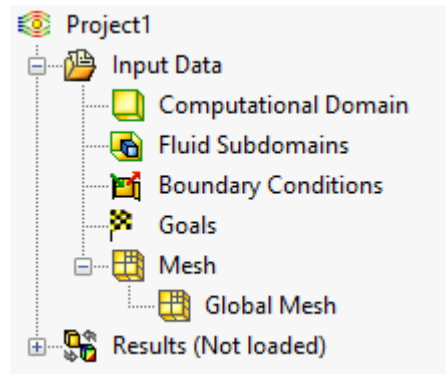 Project1
Input Data
Computational Domain
Fluid Subdomains
Boundary Conditions
Goals
Mesh
Global Mesh
Results (Not loaded)